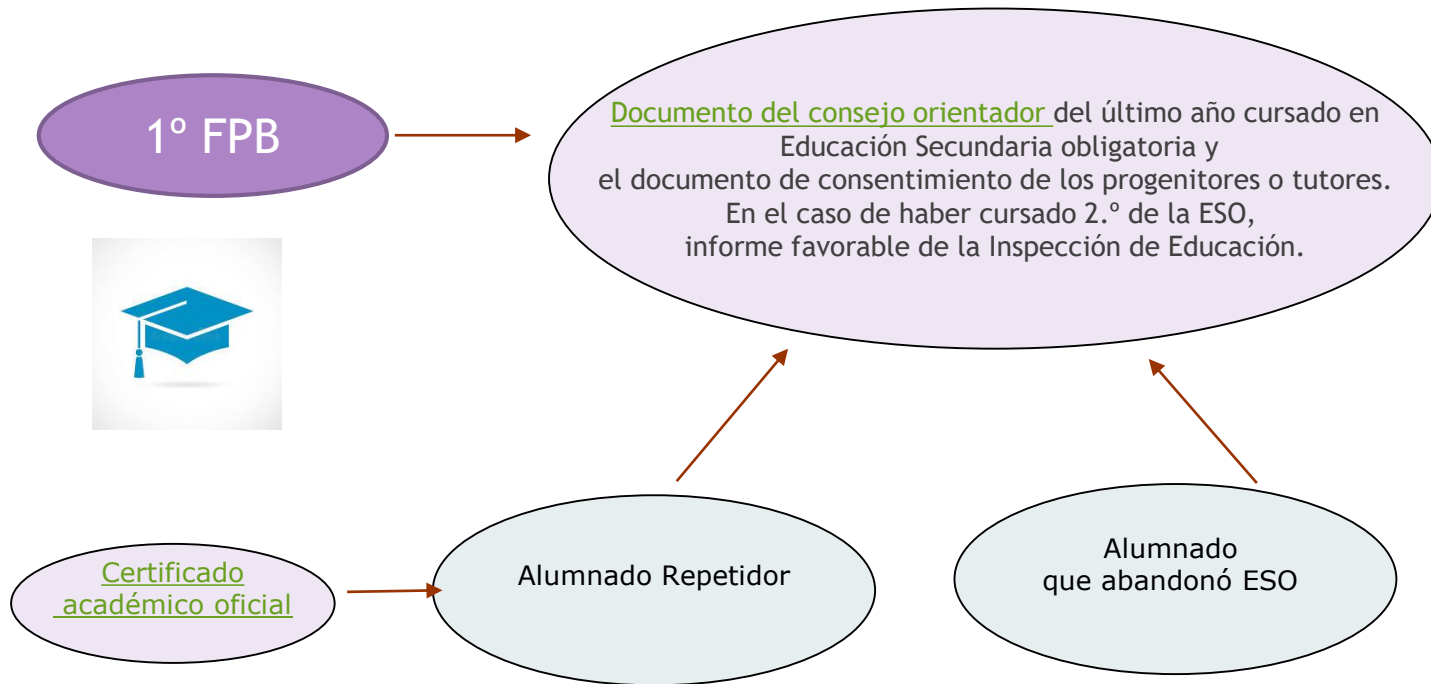 1º FPB
Documento del consejo orientador del último año cursado en
Educación Secundaria obligatoria y
el documento de consentimiento de los progenitores o tutores.
En el caso de haber cursado 2.º de la ESO,
informe favorable de la Inspección de Educación.
Certificado
académico oficial
Alumnado Repetidor
Alumnado
que abandonó ESO